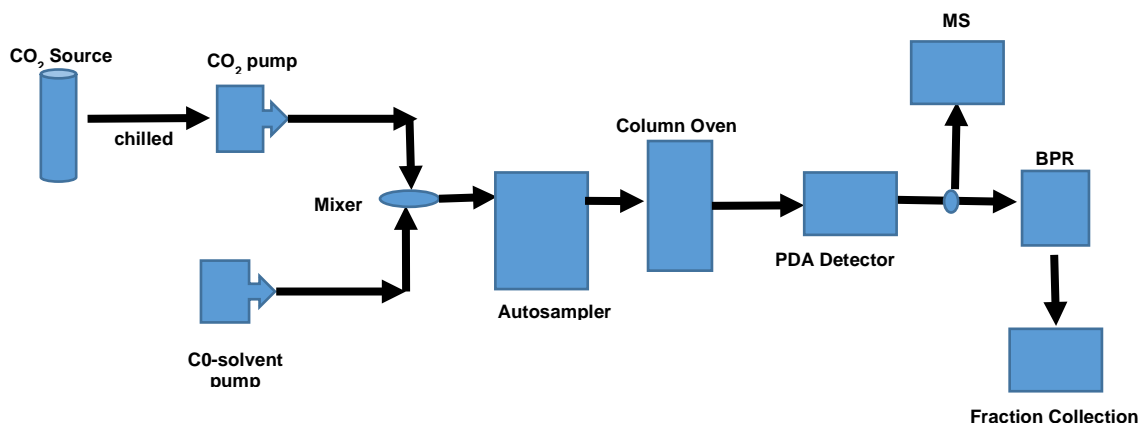 CO₂ Source
chilled
CO₂ pump
Mixer
C0-solvent
pump
Autosampler
Column Oven
PDA Detector
MS
BPR
Fraction Collection